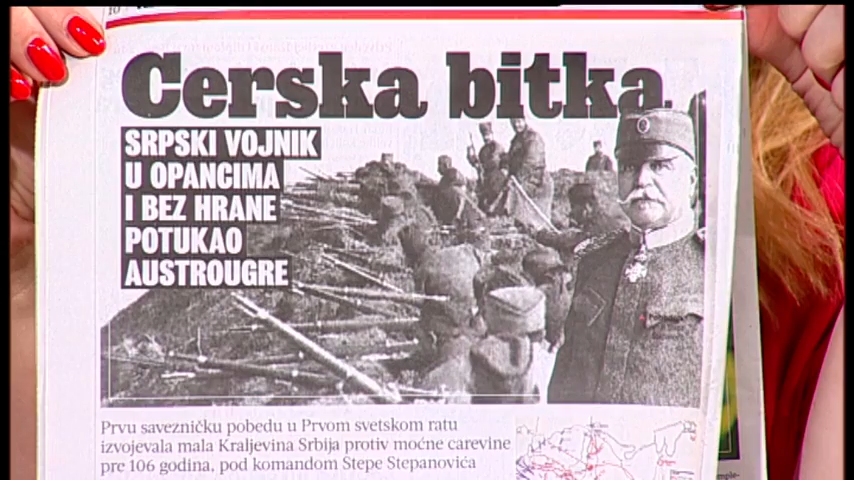 Cerska bitka
SRPSKI VOJNIK
U OPANCIMA
I BEZ HRANE
POTUKAO
AUSTROUGRE
Prvu savezničku pobedu u Prvom svetskom ratu
izvojevala mala Kraljevina Srbija protiv moćne carevine
pre 106 godina, pod komandom Stepe Stepanovića